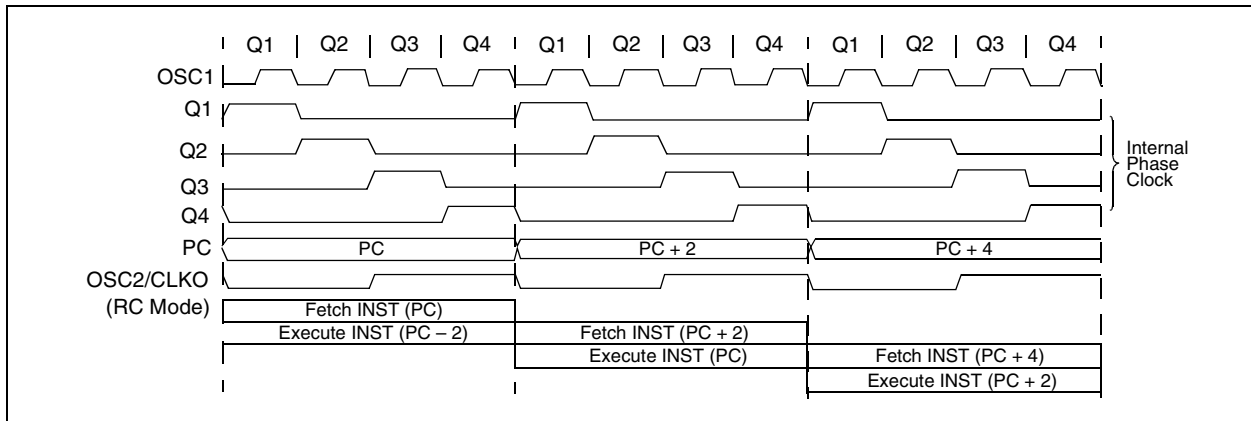 Q1 Q2 Q3 Q4 Q1 Q2 Q3 Q4 Q1 Q2 Q3 Q4
OSC1
Q1
Q2
Q3
Q4
Internal
Phase
Clock
PC PC PC + 2 PC + 4
OSC2/CLKO
(RC Mode)
Fetch INST (PC)
Execute INST (PC – 2) Fetch INST (PC + 2)
Execute INST (PC) Fetch INST (PC + 4)
Execute INST (PC + 2)